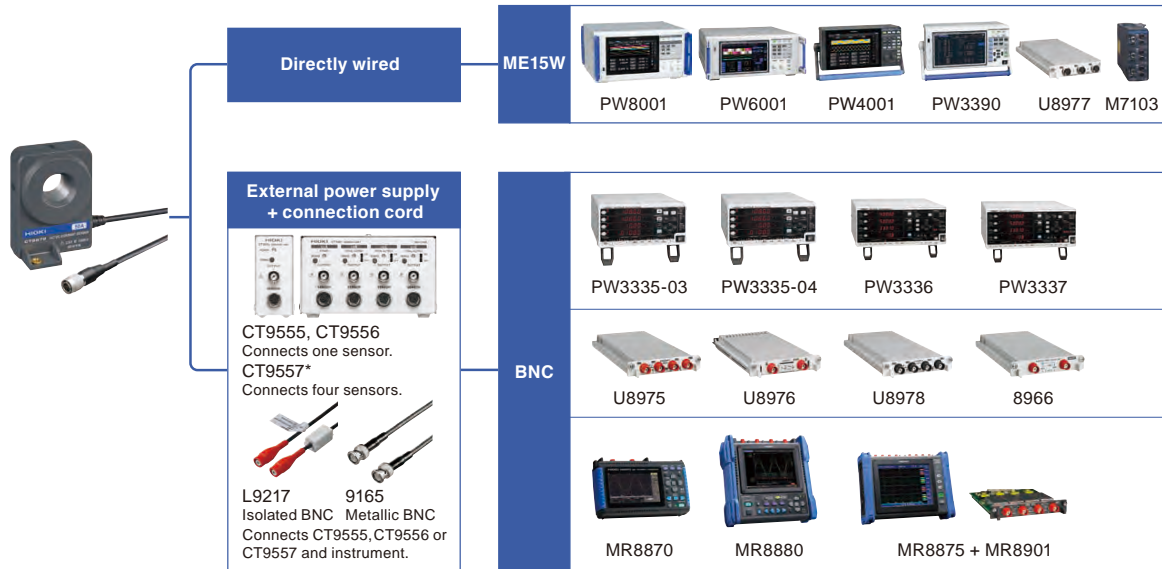 Directly wired
ME15W
PW8001
PW6001
PW4001
PW3390
U8977
M7103
HIOKI
External power supply
+ connection cord
CT9555, CT9556
Connects one sensor.
CT9557*
Connects four sensors.
L9217
Isolated BNC
9165
Metallic BNC
Connects CT9555,CT9556 or
CT9557 and instrument.
BNC
PW3335-03
PW3335-04
PW3336
PW3337
U8975
U8976
U8978
8966
MR8870
MR8880
MR8875 + MR8901